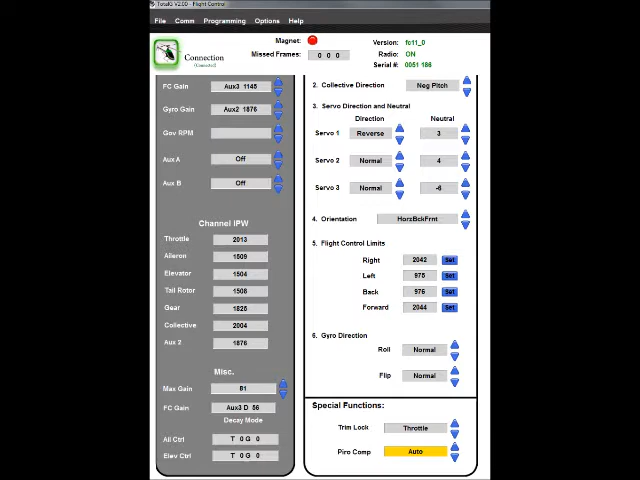 TotalG V2.00 - Flight Control
File Comm Programming Options Help
Magnet:
Missed Frames: 0 0 0
Version: fc11_0
Radio: ON
Serial #: 0051 186
Connection
(Connected)
FC Gain Aux3 1145
Gyro Gain Aux2 1876
Gov RPM
Aux A Off
Aux B Off
Channel IPW
Throttle 2013
Aileron 1509
Elevator 1504
Tail Rotor 1508
Gear 1825
Collective 2004
Aux 2 1876
Misc.
Max Gain 81
FC Gain Aux3 D 56
Decay Mode
Ail Ctrl T 0 G 0
Elev Ctrl T 0 G 0
2. Collective Direction Neg Pitch
3. Servo Direction and Neutral
Direction Neutral
Servo 1 Reverse 3
Servo 2 Normal 4
Servo 3 Normal -6
4. Orientation HorzBckFrnt
5. Flight Control Limits
Right 2042 Set
Left 975 Set
Back 976 Set
Forward 2044 Set
6. Gyro Direction
Roll Normal
Flip Normal
Special Functions:
Trim Lock Throttle
Piro Comp Auto